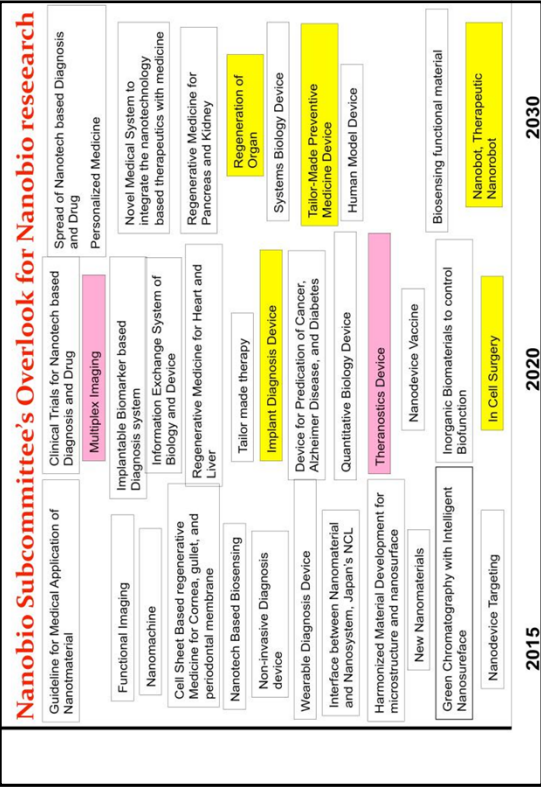 Nanobio Subcommittee's Overlook for Nanobio reseearch
Guideline for Medical Application of
Nanotmaterial
Functional Imaging
Nanomachine
Cell Sheet Based regenerative
Medicine for Cornea, gullet, and
periodontal membrane
Nanotech Based Biosensing
Non-invasive Diagnosis
device
Wearable Diagnosis Device
Interface between Nanomaterial
and Nanosystem, Japan's NCL
Harmonized Material Development for
microstructure and nanosurface
New Nanomaterials
Green Chromatography with Intelligent
Nanosureface
Nanodevice Targeting
2015
Clinical Trials for Nanotech based
Diagnosis and Drug
Multiplex Imaging
Implantable Biomarker based
Diagnosis system
Information Exchange System of
Biology and Device
Regenerative Medicine for Heart and
Liver
Tailor made therapy
Implant Diagnosis Device
Device for Predication of Cancer,
Alzheimer Disease, and Diabetes
Quantitative Biology Device
Theranostics Device
Nanodevice Vaccine
Inorganic Biomaterials to control
Biofunction
In Cell Surgery
2020
Spread of Nanotech based Diagnosis
and Drug
Personalized Medicine
Novel Medical System to
integrate the nanotechnology
based therapeutics with medicine
Regenerative Medicine for
Pancreas and Kidney
Regeneration of
Organ
Systems Biology Device
Tailor-Made Preventive
Medicine Device
Human Model Device
Biosensing functional material
Nanobot, Therapeutic
Nanorobot
2030